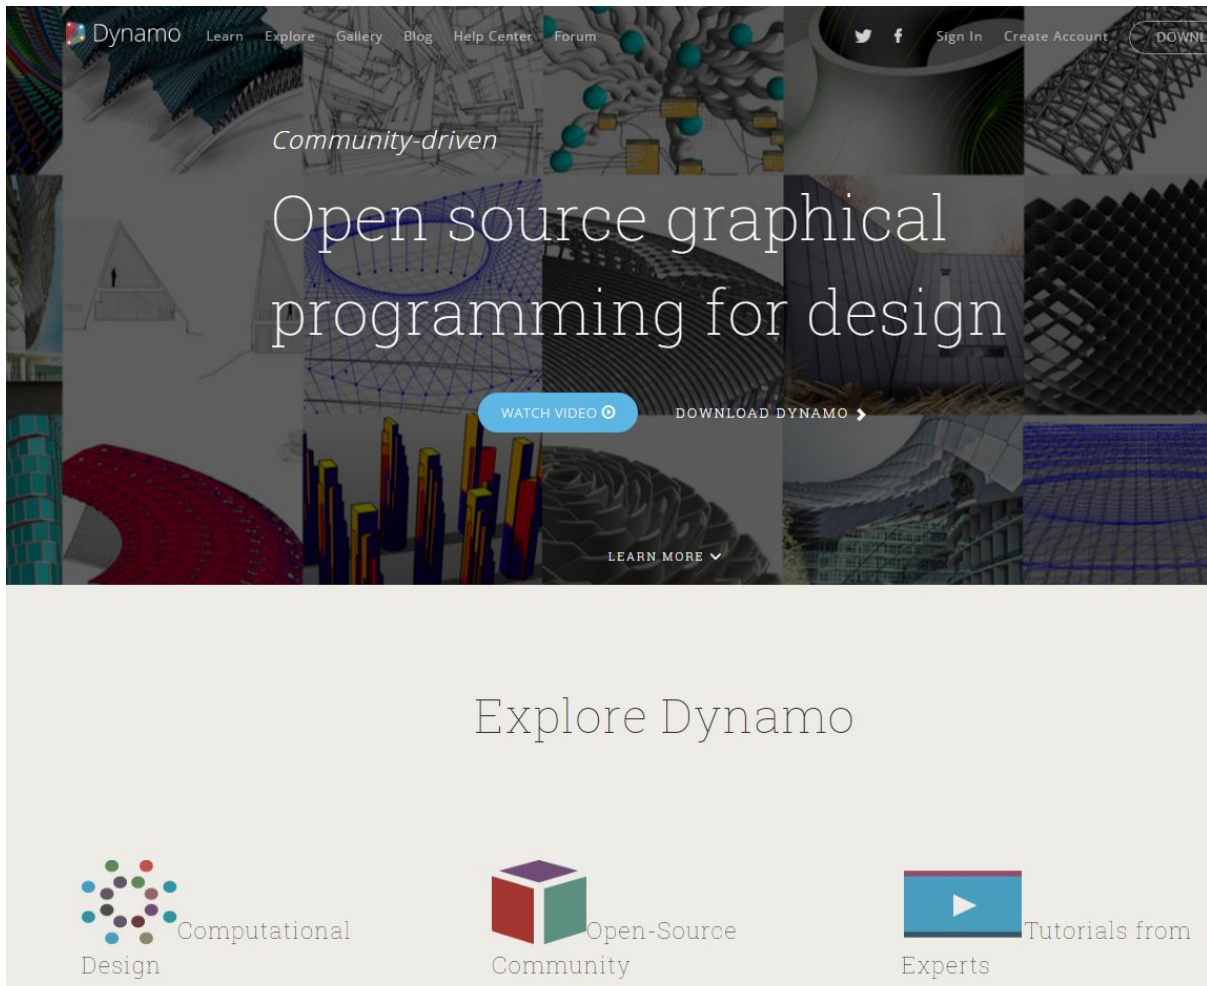 Dynamo Learn Explore Gallery Blog Help Center Forum Sign In Create Account
Community-driven
Open source graphical
programming for design
WATCH VIDEO
DOWNLOAD DYNAMO
LEARN MORE
Explore Dynamo
Computational
Design
Open-Source
Community
Tutorials from
Experts